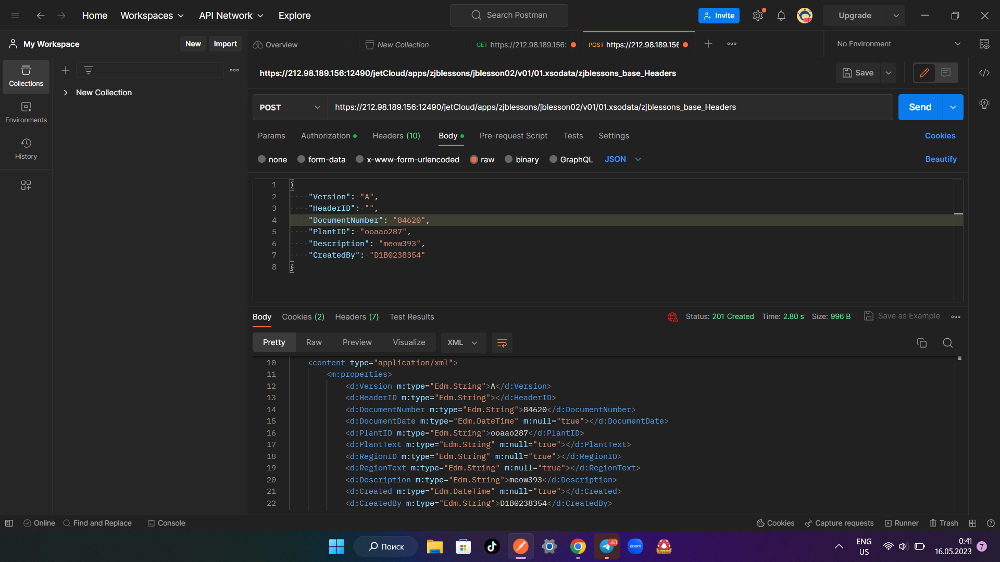 Home Workspaces API Network Explore Search Postman Invite Upgrade
My Workspace New Import Overview New Collection GET https://212.98.189.156: POST https://212.98.189.156 No Environment
Collections
Environments
History
New Collection
https://212.98.189.156:12490/jetCloud/apps/zjblessons/jblesson02/v01/01.xsodata/zjblessons_base_Headers Save
POST https://212.98.189.156:12490/jetCloud/apps/zjblessons/jblesson02/v01/01.xsodata/zjblessons_base_Headers Send
Params Authorization Headers (10) Body Pre-request Script Tests Settings Cookies
none form-data x-www-form-urlencoded raw binary GraphQL JSON Beautify
1 {
2 "Version": "A",
3 "HeaderID": "",
4 "DocumentNumber": "84620",
5 "PlantID": "ooaao287",
6 "Description": "meow393",
7 "CreatedBy": "D1B0238354"
8 }
Body Cookies (2) Headers (7) Test Results Status: 201 Created Time: 2.80 s Size: 996 B Save as Example
Pretty Raw Preview Visualize XML
10 <content type="application/xml">
11 <m:properties>
12 <d:Version m:type="Edm.String">A</d:Version>
13 <d:HeaderID m:type="Edm.String"></d:HeaderID>
14 <d:DocumentNumber m:type="Edm.String">84620</d:DocumentNumber>
15 <d:DocumentDate m:type="Edm.DateTime" m:null="true"></d:DocumentDate>
16 <d:PlantID m:type="Edm.String">ooaao287</d:PlantID>
17 <d:PlantText m:type="Edm.String" m:null="true"></d:PlantText>
18 <d:RegionID m:type="Edm.String" m:null="true"></d:RegionID>
19 <d:RegionText m:type="Edm.String" m:null="true"></d:RegionText>
20 <d:Description m:type="Edm.String">meow393</d:Description>
21 <d:Created m:type="Edm.DateTime" m:null="true"></d:Created>
22 <d:CreatedBy m:type="Edm.String">D1B0238354</d:CreatedBy>
Online Find and Replace Console Cookies Capture requests Runner Trash
Поиск ..60 zoom ENG US 0:41 16.05.2023 7